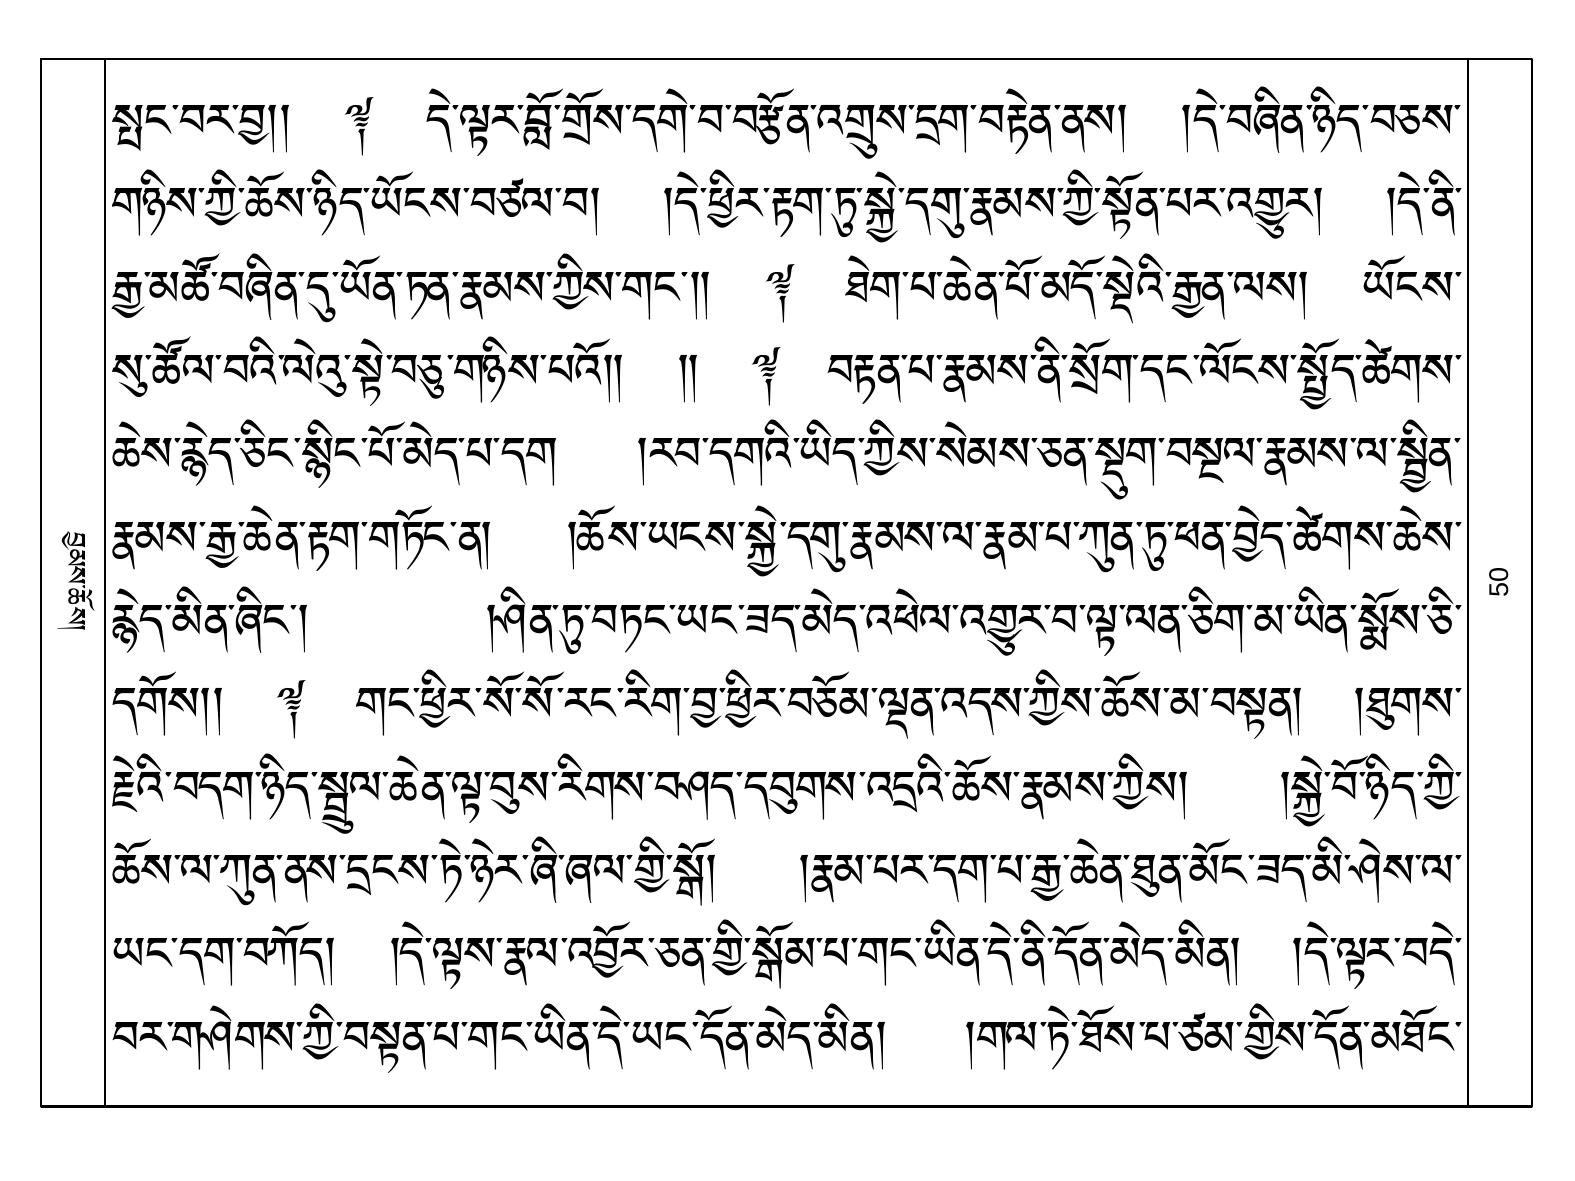 སྤང་བར་བྱ།། ༈ དེ་ལྟར་བློ་གྲོས་དགེ་བ་བརྩོན་འགྲུས་དྲག་བརྟེན་ནས། །དེ་བཞིན་ཉིད་བཅས་
གཉིས་ཀྱི་ཆོས་ཉིད་ཡོངས་བཙལ་བ། །དེ་ཕྱིར་རྟག་ཏུ་སྐྱེ་དགུ་རྣམས་ཀྱི་སྟོན་པར་འགྱུར། །དེ་ནི་
རྒྱ་མཚོ་བཞིན་དུ་ཡོན་ཏན་རྣམས་ཀྱིས་གང་།། ༈ ཐེག་པ་ཆེན་པོ་མདོ་སྡེའི་རྒྱན་ལས། ཡོངས་
སུ་ཚོལ་བའི་ལེའུ་སྟེ་བཅུ་གཉིས་པའོ།། །། ༈ བརྟན་པ་རྣམས་ནི་སྲོག་དང་ལོངས་སྤྱོད་ཚེགས་
ཆེས་རྙེད་ཅིང་སྙིང་པོ་མེད་པ་དག །རབ་དགའི་ཡིད་ཀྱིས་སེམས་ཅན་སྡུག་བསྔལ་རྣམས་ལ་སྦྱིན་
རྣམས་རྒྱ་ཆེན་རྟག་གཏོང་ན། །ཆོས་ཡངས་སྐྱེ་དགུ་རྣམས་ལ་རྣམ་པ་ཀུན་ཏུ་ཕན་བྱེད་ཚེགས་ཆེས་
རྙེད་མིན་ཞིང་། །ཤིན་ཏུ་བཏང་ཡང་ཟད་མེད་འཕེལ་འགྱུར་བ་ལྟ་ལན་ཅིག་མ་ཡིན་སྨོས་ཅི་
དགོས།། ༈ གང་ཕྱིར་སོ་སོ་རང་རིག་བྱ་ཕྱིར་བཅོམ་ལྡན་འདས་ཀྱིས་ཆོས་མ་བསྟན། །ཐུགས་
རྗེའི་བདག་ཉིད་སྦྲུལ་ཆེན་ལྟ་བུས་རིགས་བཤད་དབུགས་འདྲའི་ཆོས་རྣམས་ཀྱིས། །སྐྱེ་བོ་ཉིད་ཀྱི་
ཆོས་ལ་ཀུན་ནས་དྲངས་ཏེ་ཉེར་ཞི་ཞལ་གྱི་སྒོ། །རྣམ་པར་དག་པ་རྒྱ་ཆེན་ཐུན་མོང་ཟད་མི་ཤེས་ལ་
ཡང་དག་བཀོད། །དེ་ལྟས་རྣལ་འབྱོར་ཅན་གྱི་སྒོམ་པ་གང་ཡིན་དེ་ནི་དོན་མེད་མིན། །དེ་ལྟར་བདེ་
བར་གཤེགས་ཀྱི་བསྟན་པ་གང་ཡིན་དེ་ཡང་དོན་མེད་མིན། །གལ་ཏེ་ཐོས་པ་ཙམ་གྱིས་དོན་མཐོང་
བྱམས་ཆོས།
50